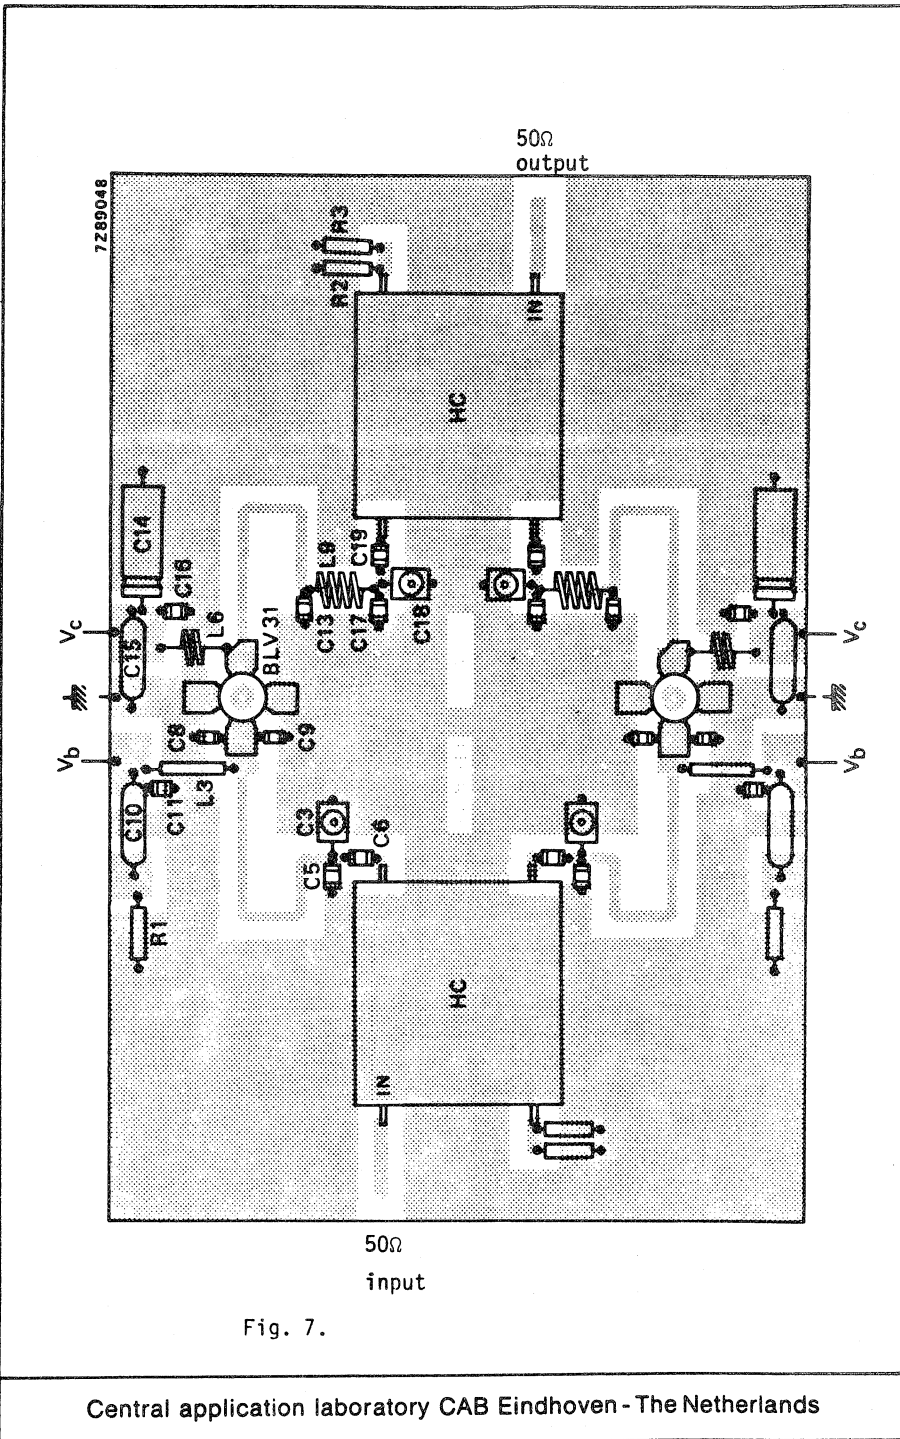 50Ω
output
7Z89048
R3
R2
IN
HC
C14
C19
L9
C16
C18
C13
C17
L6
Vc
C15
BLV31
Vc
C8
C9
Vb
Vb
L3
C11
C10
C3
C6
C5
R1
HC
IN
50Ω
input
Fig. 7.
Central application laboratory CAB Eindhoven - The Netherlands